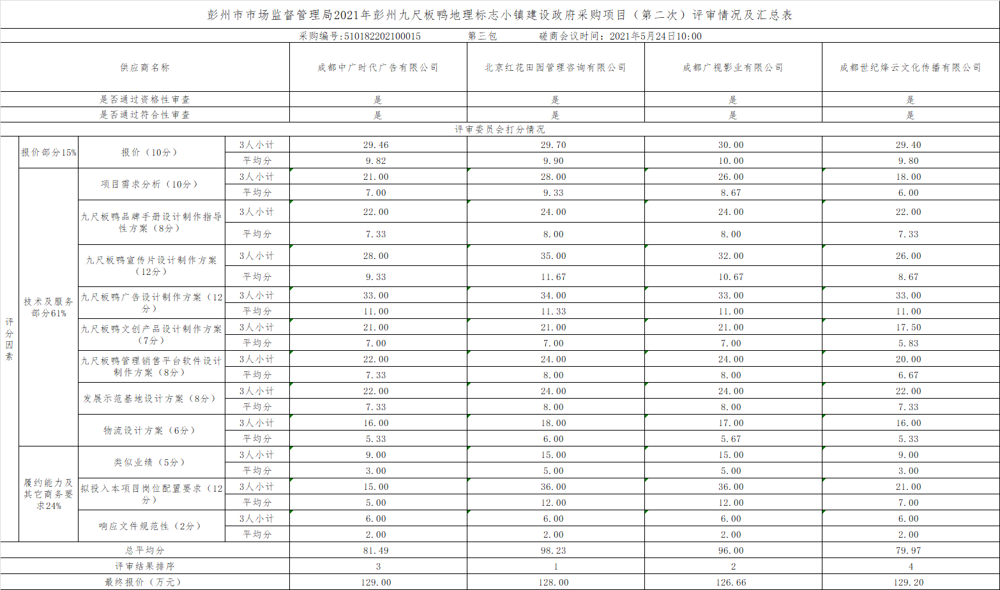 彭州市市场监督管理局2021年彭州九尺板鸭地理标志小镇建设政府采购项目（第二次）评审情况及汇总表
采购编号:510182202100015 第三包 磋商会议时间：2021年5月24日10:00
供应商名称 成都中广时代广告有限公司 北京红花田园管理咨询有限公司 成都广视影业有限公司 成都世纪烽云文化传播有限公司
是否通过资格性审查 是 是 是 是
是否通过符合性审查 是 是 是 是
评审委员会打分情况
评分因素
报价部分15%
报价（10分）
3人小计 29.46 29.70 30.00 29.40
平均分 9.82 9.90 10.00 9.80
技术及服务
部分61%
项目需求分析（10分）
3人小计 21.00 28.00 26.00 18.00
平均分 7.00 9.33 8.67 6.00
九尺板鸭品牌手册设计制作指导
性方案（8分）
3人小计 22.00 24.00 24.00 22.00
平均分 7.33 8.00 8.00 7.33
九尺板鸭宣传片设计制作方案
（12分）
3人小计 28.00 35.00 32.00 26.00
平均分 9.33 11.67 10.67 8.67
九尺板鸭广告设计制作方案（12
分）
3人小计 33.00 34.00 33.00 33.00
平均分 11.00 11.33 11.00 11.00
九尺板鸭文创产品设计制作方案
（7分）
3人小计 21.00 21.00 21.00 17.50
平均分 7.00 7.00 7.00 5.83
九尺板鸭管理销售平台软件设计
制作方案（8分）
3人小计 22.00 24.00 24.00 20.00
平均分 7.33 8.00 8.00 6.67
发展示范基地设计方案（8分）
3人小计 22.00 24.00 24.00 22.00
平均分 7.33 8.00 8.00 7.33
物流设计方案（6分）
3人小计 16.00 18.00 17.00 16.00
平均分 5.33 6.00 5.67 5.33
履约能力及
其它商务要
求24%
类似业绩（5分）
3人小计 9.00 15.00 15.00 9.00
平均分 3.00 5.00 5.00 3.00
拟投入本项目岗位配置要求（12
分）
3人小计 15.00 36.00 36.00 21.00
平均分 5.00 12.00 12.00 7.00
响应文件规范性（2分）
3人小计 6.00 6.00 6.00 6.00
平均分 2.00 2.00 2.00 2.00
总平均分 81.49 98.23 96.00 79.97
评审结果排序 3 1 2 4
最终报价（万元） 129.00 128.00 126.66 129.20